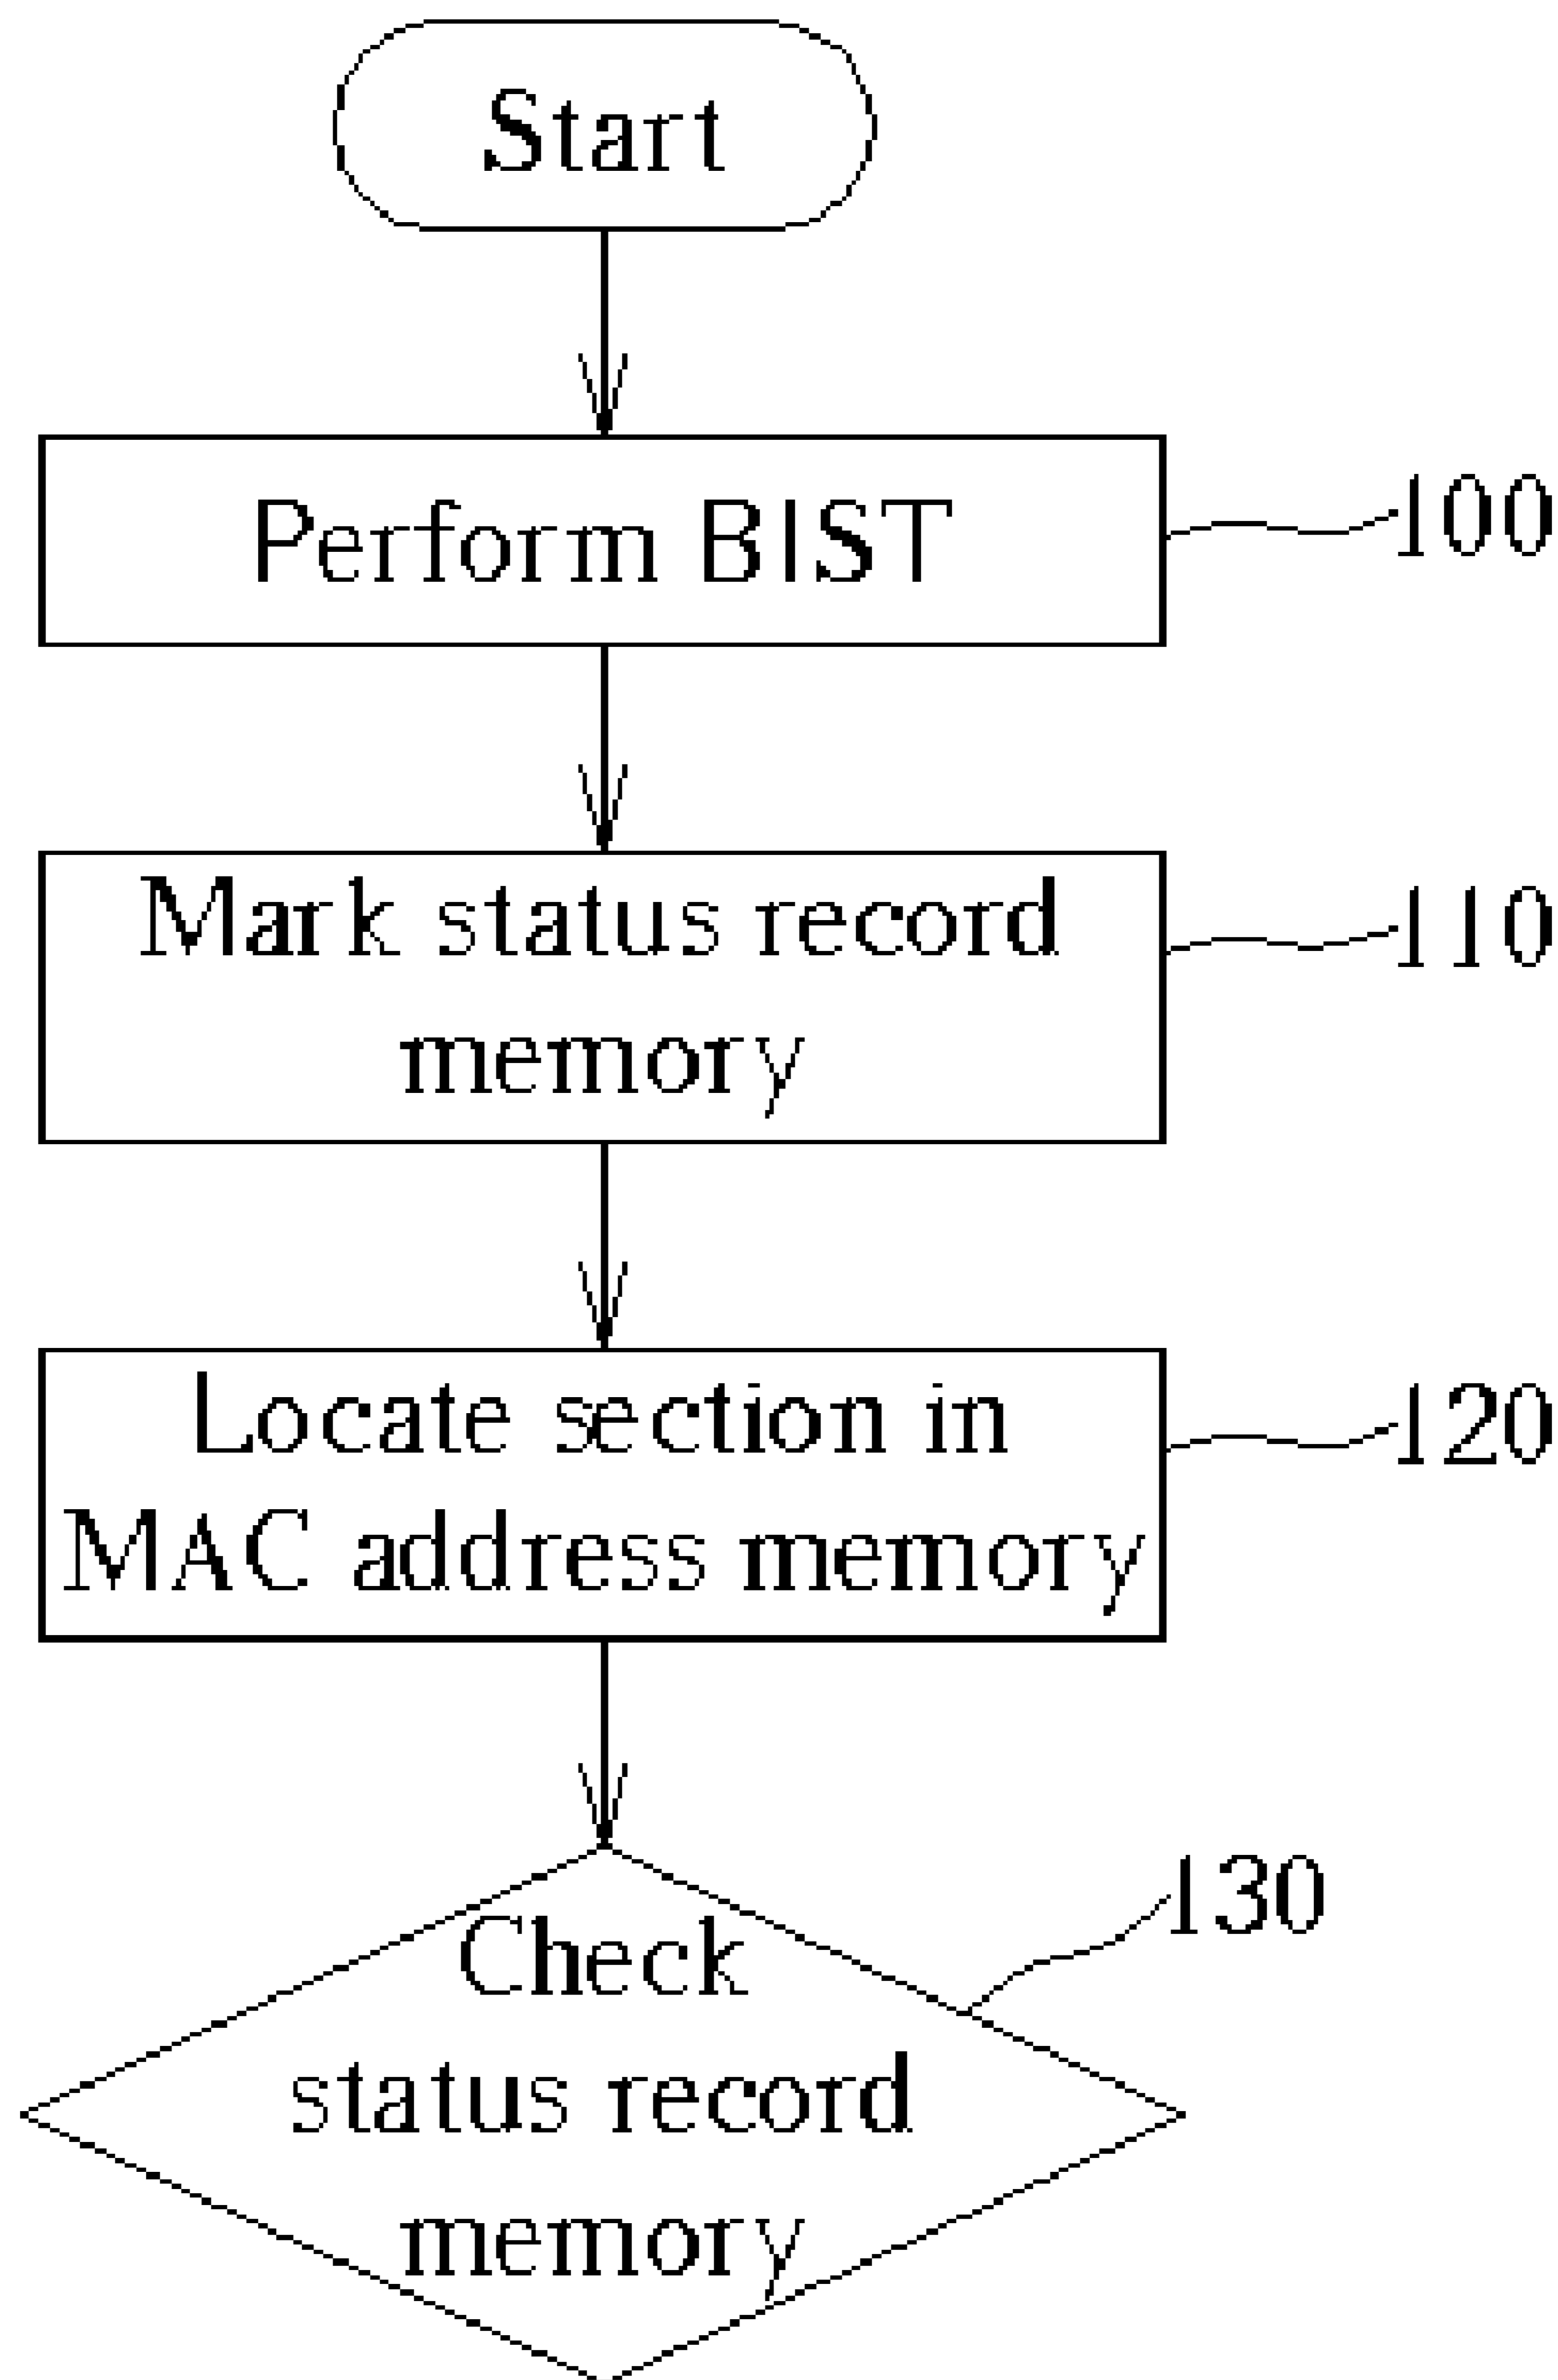 Start
Perform BIST
100
Mark status record
memory
110
Locate section in
MAC address memory
120
Check
status record
memory
130